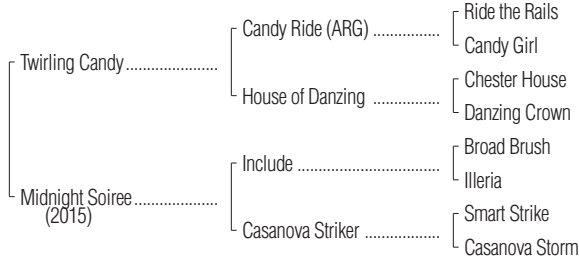 Ride the Rails
Candy Ride (ARG) ................
Candy Girl
Twirling Candy ......................
Chester House
House of Danzing ................
Danzing Crown
Broad Brush
Include ..................................
Illeria
Midnight Soiree ....................
(2015)
Smart Strike
Casanova Striker ..................
Casanova Storm